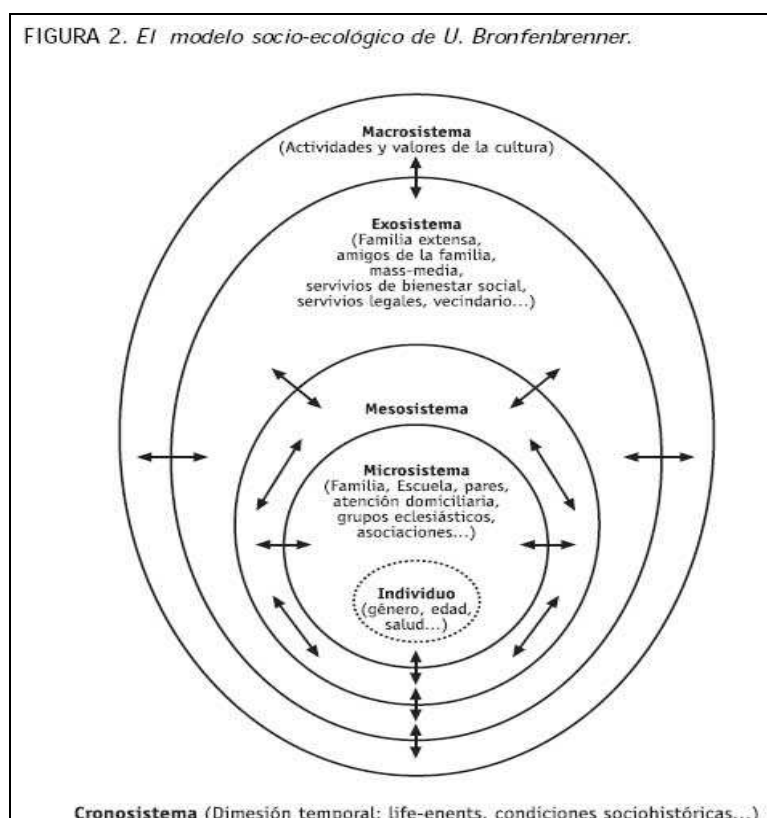 FIGURA 2. El modelo socio-ecológico de U. Bronfenbrenner.
Macrosistema
(Actividades y valores de la cultura)
Exosistema
(Familia extensa,
amigos de la familia,
mass-media,
servivios de bienestar social,
servivios legales, vecindario...)
Mesosistema
Microsistema
(Familia, Escuela, pares,
atención domiciliaria,
grupos eclesiásticos,
asociaciones...)
Individuo
(género, edad,
salud...)
Cronosistema (Dimesión temporal: life-enents, condiciones sociohistóricas...)